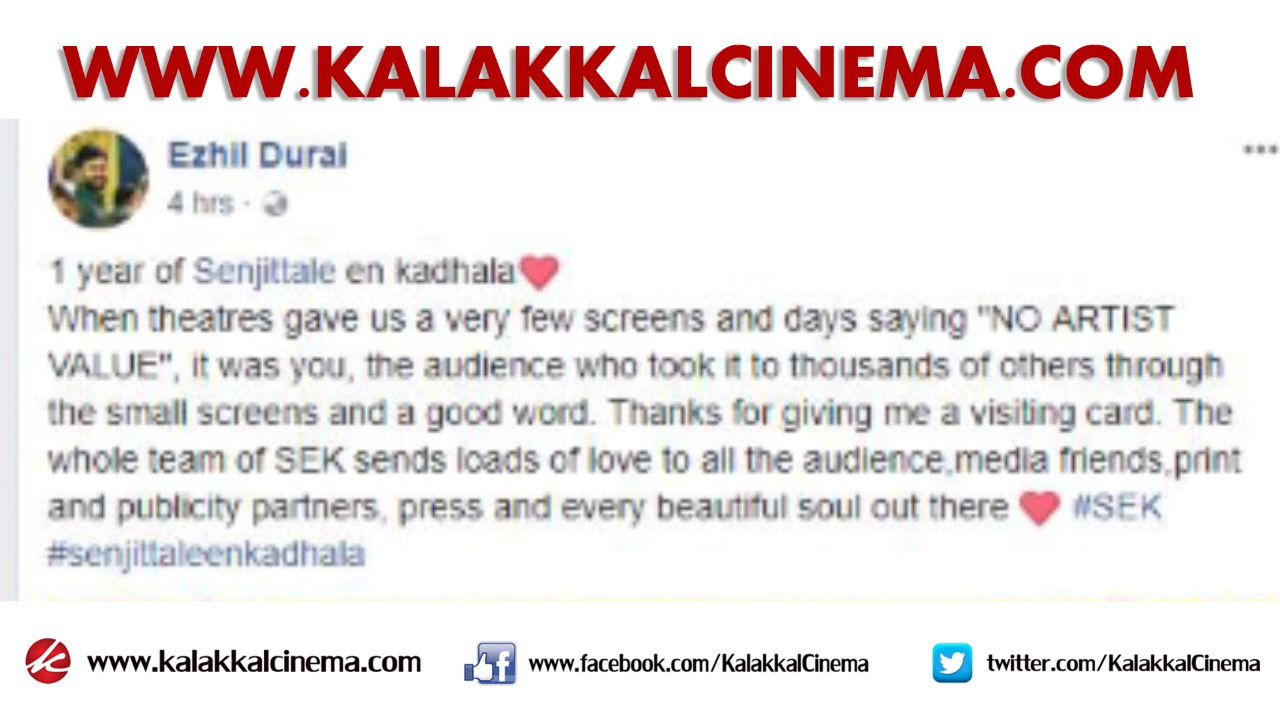 WWW.KALAKKALCINEMA.COM
Ezhil Durai
4 hrs ·
1 year of Senjittale en kadhala❤
When theatres gave us a very few screens and days saying "NO ARTIST
VALUE", it was you, the audience who took it to thousands of others through
the small screens and a good word. Thanks for giving me a visiting card. The
whole team of SEK sends loads of love to all the audience,media friends,print
and publicity partners, press and every beautiful soul out there ❤ #SEK
#senjittaleenkadhala
www.kalakkalcinema.com
www.facebook.com/KalakkalCinema
twitter.com/KalakkalCinema